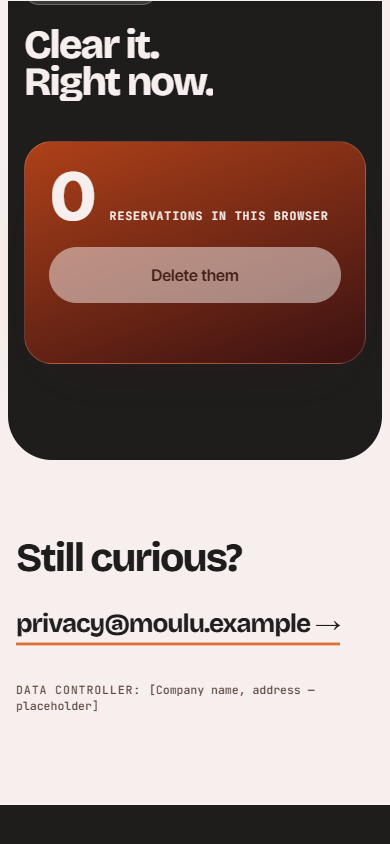 Clear it.
Right now.
0 RESERVATIONS IN THIS BROWSER
Delete them
Still curious?
privacy@moulu.example →
DATA CONTROLLER: [Company name, address —
placeholder]